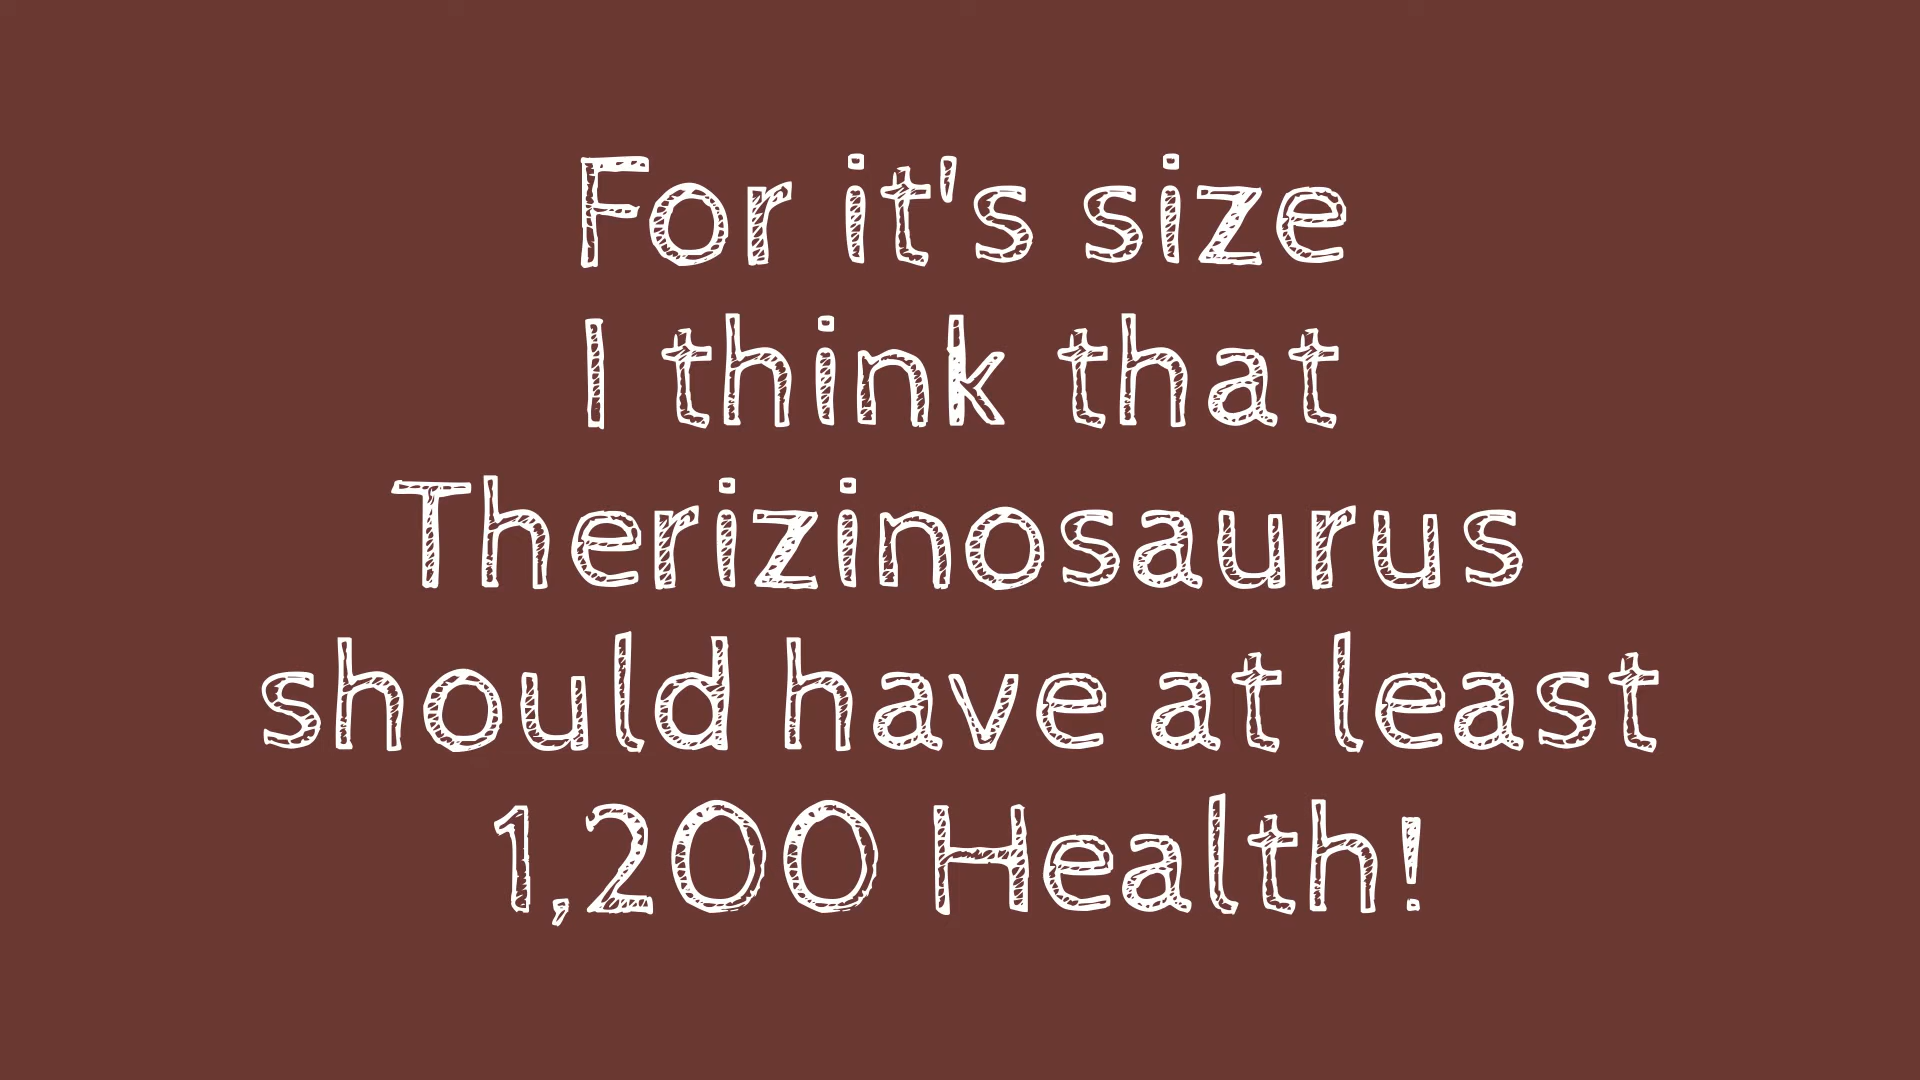 For it's size
I think that
Therizinosaurus
should have at least
1,200 Health!